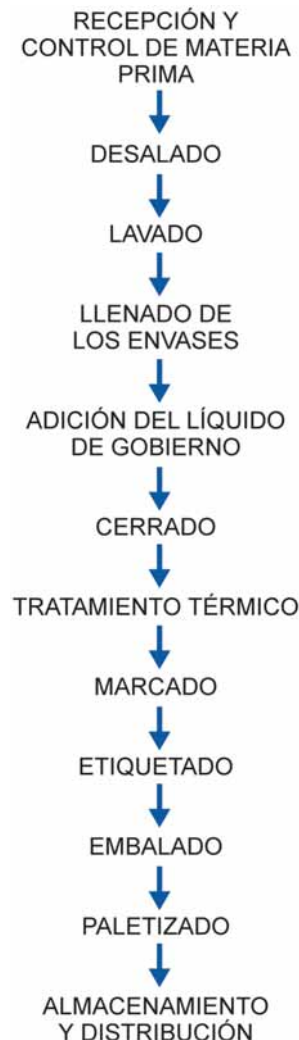 RECEPCIÓN Y
CONTROL DE MATERIA
PRIMA
DESALADO
LAVADO
LLENADO DE
LOS ENVASES
ADICIÓN DEL LÍQUIDO
DE GOBIERNO
CERRADO
TRATAMIENTO TÉRMICO
MARCADO
ETIQUETADO
EMBALADO
PALETIZADO
ALMACENAMIENTO
Y DISTRIBUCIÓN